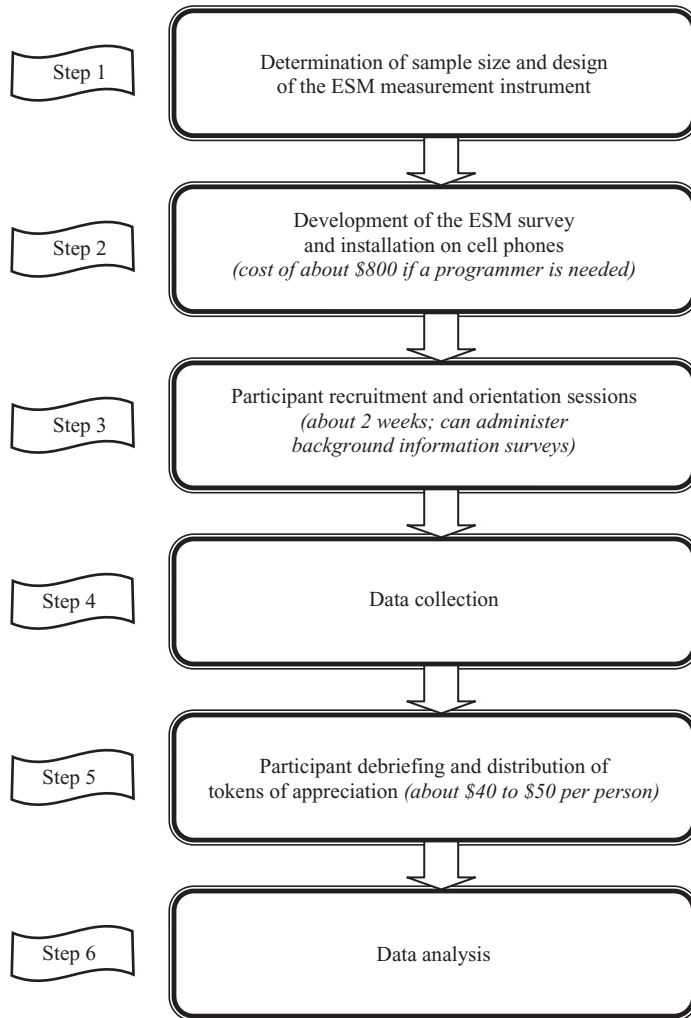 Step 1
Determination of sample size and design
of the ESM measurement instrument
Step 2
Development of the ESM survey
and installation on cell phones
(cost of about $800 if a programmer is needed)
Step 3
Participant recruitment and orientation sessions
(about 2 weeks; can administer
background information surveys)
Step 4
Data collection
Step 5
Participant debriefing and distribution of
tokens of appreciation (about $40 to $50 per person)
Step 6
Data analysis